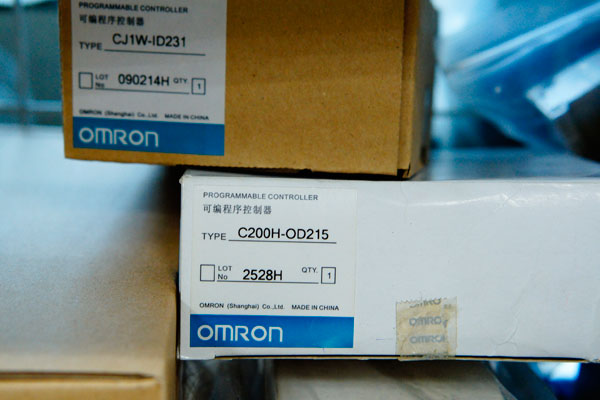 PROGRAMMABLE CONTROLLER
可编程序控制器
TYPE CJ1W-ID231
LOT No 090214H QTY. 1
OMRON (Shanghai) Co.,Ltd. MADE IN CHINA
OMRON
PROGRAMMABLE CONTROLLER
可编程序控制器
TYPE C200H-OD215
LOT No 2528H QTY. 1
OMRON (Shanghai) Co.,Ltd. MADE IN CHINA
OMRON
OMRON
OMRON
OMRON